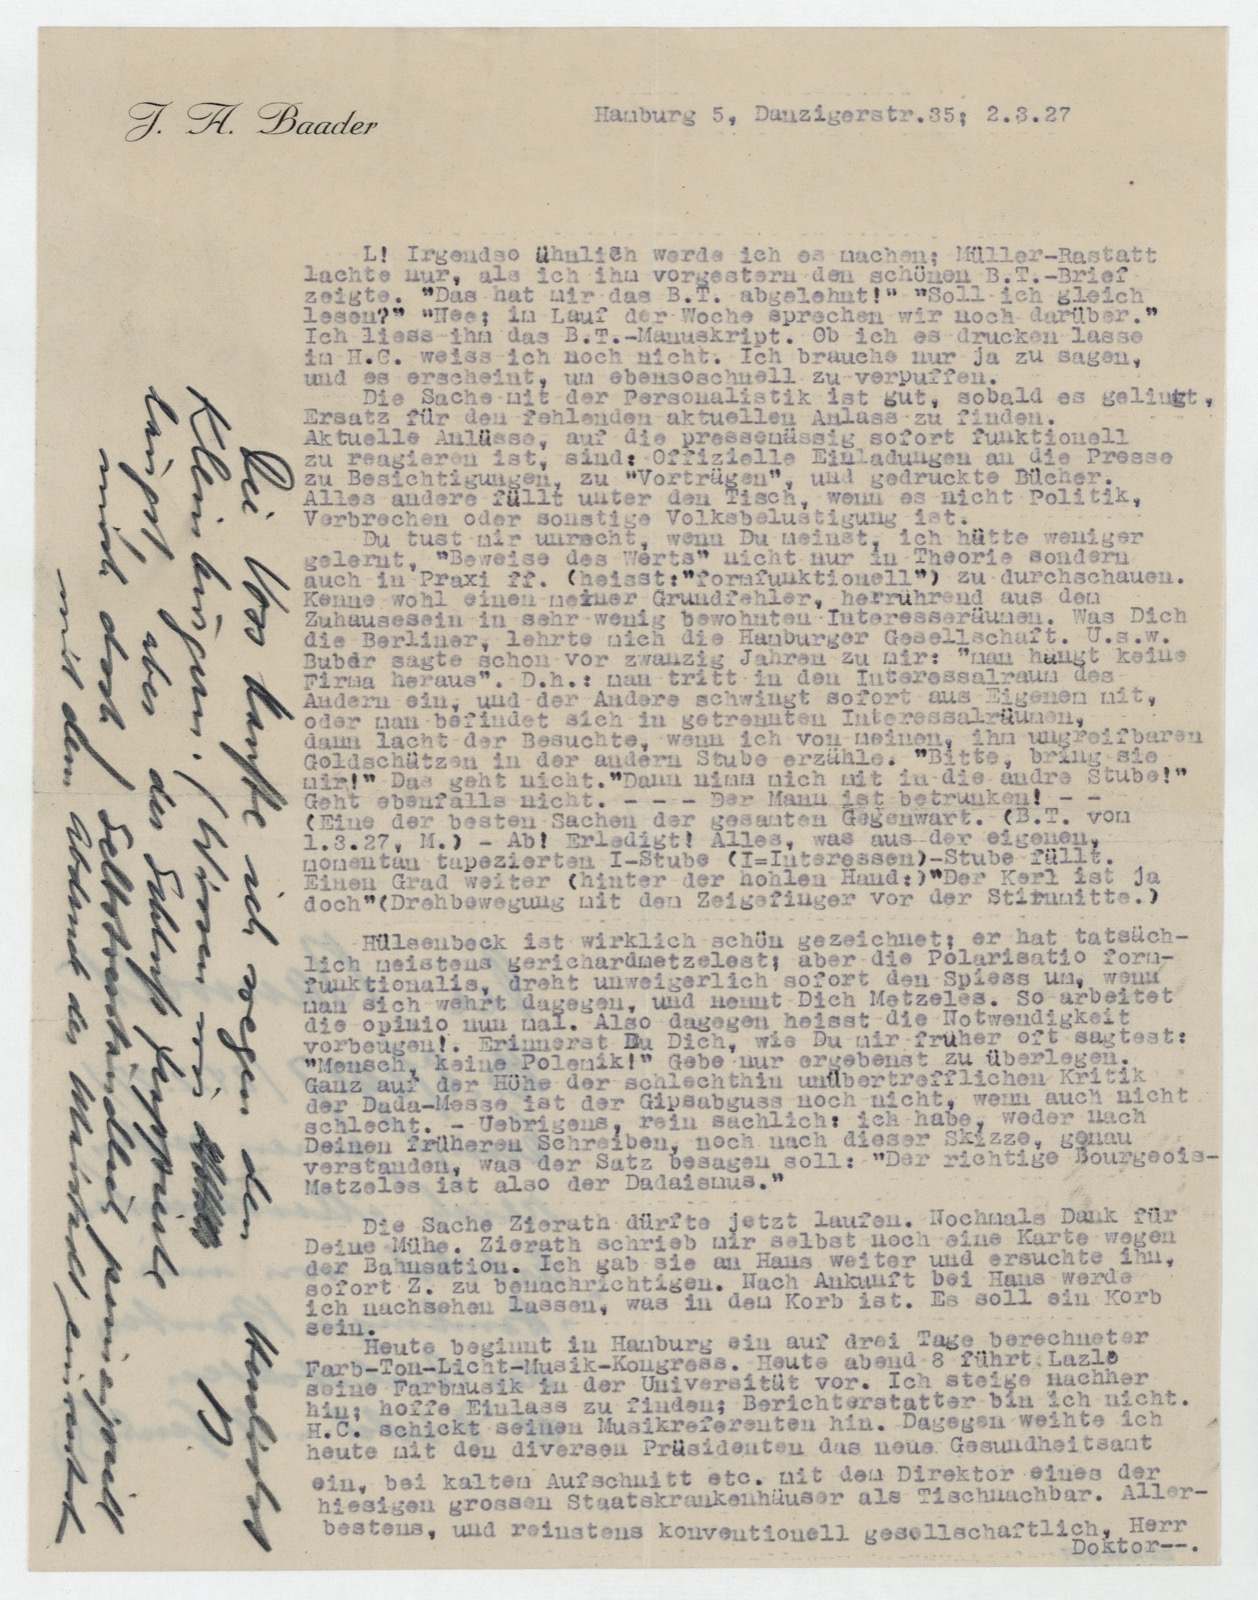 J. A. Baader
Hamburg 5, Danzigerstr.35; 2.3.27
L! Irgendso ähnlich werde ich es machen; Müller-Rastatt
lachte nur, als ich ihm vorgestern den schönen B.T.-Brief
zeigte. "Das hat mir das B.T. abgelehnt!" "Soll ich gleich
lesen?" "Nee; im Lauf der Woche sprechen wir noch darüber."
Ich liess ihm das B.T.-Manuskript. Ob ich es drucken lasse
im H.C. weiss ich noch nicht. Ich brauche nur ja zu sagen,
und es erscheint, um ebensoschnell zu verpuffen.
Die Sache mit der Personalistik ist gut, sobald es gelingt,
Ersatz für den fehlenden aktuellen Anlass zu finden.
Aktuelle Anlässe, auf die pressemässig sofort funktionell
zu reagieren ist, sind: Offizielle Einladungen an die Presse
zu Besichtigungen, zu "Vorträgen", und gedruckte Bücher.
Alles andere fällt unter den Tisch, wenn es nicht Politik,
Verbrechen oder sonstige Volksbelustigung ist.
Du tust mir unrecht, wenn Du meinst, ich hätte weniger
gelernt, "Beweise des Werts" nicht nur in Theorie sondern
auch in Praxi ff. (heisst:"formfunktionell") zu durchschauen.
Kenne wohl einen meiner Grundfehler, herrührend aus dem
Zuhausesein in sehr wenig bewohnten Interesseräumen. Was Dich
die Berliner, lehrte mich die Hamburger Gesellschaft. U.s.w.
Buber sagte schon vor zwanzig Jahren zu mir: "man hängt keine
Firma heraus". D.h.: man tritt in den Interessalraum des
Andern ein, und der Andere schwingt sofort aus Eigenem mit,
oder man befindet sich in getrennten Interessalräumen,
dann lacht der Besuchte, wenn ich von meinen, ihm ungreifbaren
Goldschätzen in der andern Stube erzähle. "Bitte, bring sie
mir!" Das geht nicht."Dann nimm mich mit in die andre Stube!"
Geht ebenfalls nicht. - - - - Der Mann ist betrunken! - -
(Eine der besten Sachen der gesamten Gegenwart. (B.T. vom
1.3.27, M.) - Ab! Erledigt! Alles, was aus der eigenen,
momentan tapezierten I-Stube (I=Interessen)-Stube fällt.
Einen Grad weiter (hinter der hohlen Hand:)"Der Kerl ist ja
doch"(Drehbewegung mit dem Zeigefinger vor der Stirnmitte.)
Hülsenbeck ist wirklich schön gezeichnet; er hat tatsäch-
lich meistens gerichardmetzelest; aber die Polarisatio form-
funktionalis, dreht unweigerlich sofort den Spiess um, wenn
man sich wehrt dagegen, und nennt Dich Metzeles. So arbeitet
die opinio nun mal. Also dagegen heisst die Notwendigkeit
vorbeugen!. Erinnerst Du Dich, wie Du mir früher oft sagtest:
"Mensch, keine Polemik!" Gebe nur ergebenst zu überlegen.
Ganz auf der Höhe der schlechthin unübertrefflichen Kritik
der Dada-Messe ist der Gipsabguss noch nicht, wenn auch nicht
schlecht. - Uebrigens, rein sachlich: ich habe, weder nach
Deinen früheren Schreiben, noch nach dieser Skizze, genau
verstanden, was der Satz besagen soll: "Der richtige Bourgeois-
Metzeles ist also der Dadaismus."
Die Sache Zierath dürfte jetzt laufen. Nochmals Dank für
Deine Mühe. Zierath schrieb mir selbst noch eine Karte wegen
der Bahnsation. Ich gab sie an Hans weiter und ersuchte ihn,
sofort Z. zu benachrichtigen. Nach Ankunft bei Hans werde
ich nachsehen lassen, was in dem Korb ist. Es soll ein Korb
sein.
Heute beginnt in Hamburg ein auf drei Tage berechneter
Farb-Ton-Licht-Musik-Kongress. Heute abend 8 führt Lazlo
seine Farbmusik in der Universität vor. Ich steige nachher
hin; hoffe Einlass zu finden; Berichterstatter bin ich nicht.
H.C. schickt seinen Musikreferenten hin. Dagegen weihte ich
heute mit den diversen Präsidenten das neue Gesundheitsamt
ein, bei kaltem Aufschnitt etc. mit dem Direktor eines der
hiesigen grossen Staatskrankenhäuser als Tischnachbar. Aller-
bestens, und reinstens konventionell gesellschaftlich, Herr
Doktor--.
Die Voss kaufte ich wegen den
Kleinbürgern. (Wissen wir
längst, aber der Schluss
mich doch) Selbstverständlich prinzipiell
mit dem Abdruck des einverstanden
Herzlichst
B